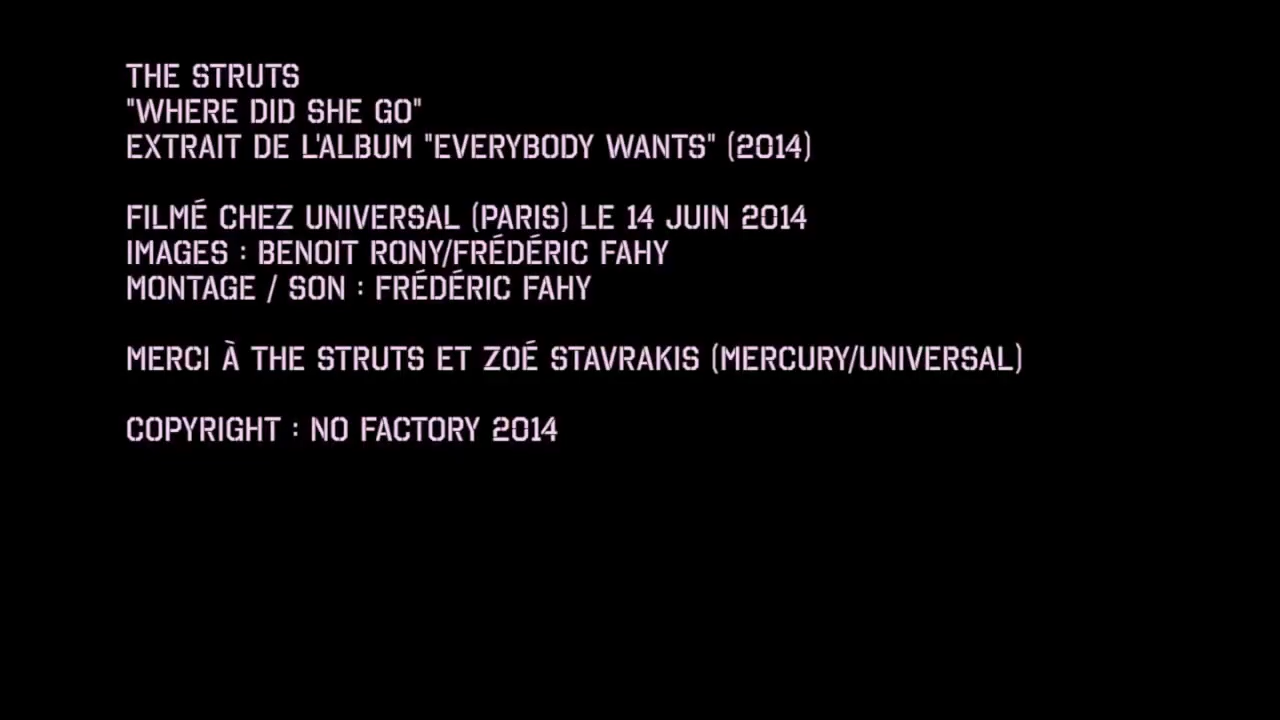 THE STRUTS
"WHERE DID SHE GO"
EXTRAIT DE L'ALBUM "EVERYBODY WANTS" (2014)
FILMÉ CHEZ UNIVERSAL (PARIS) LE 14 JUIN 2014
IMAGES : BENOIT RONY/FRÉDÉRIC FAHY
MONTAGE / SON : FRÉDÉRIC FAHY
MERCI À THE STRUTS ET ZOÉ STAVRAKIS (MERCURY/UNIVERSAL)
COPYRIGHT : NO FACTORY 2014